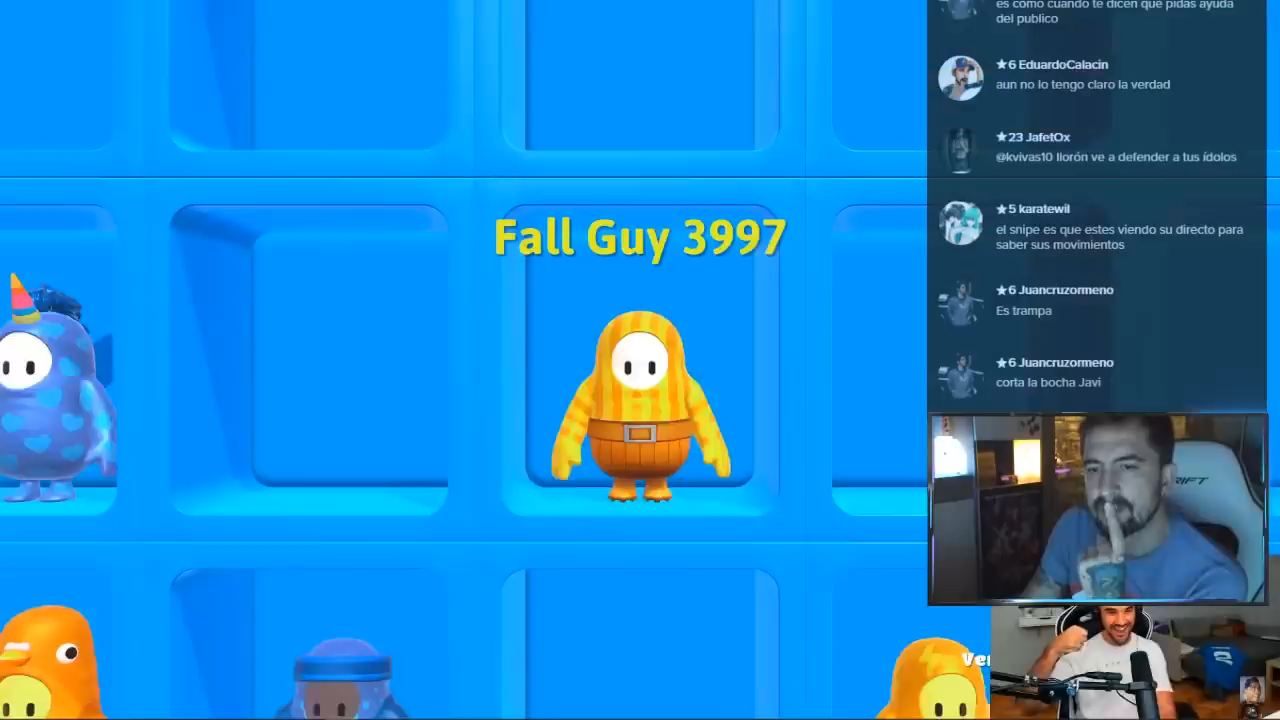 es como cuando te dicen que pidas ayuda
del publico
★6 EduardoCalacin
aun no lo tengo claro la verdad
★23 JafetOx
@kvivas10 llorón ve a defender a tus ídolos
★5 karatewil
el snipe es que estes viendo su directo para
saber sus movimientos
★6 Juancruzormeno
Es trampa
★6 Juancruzormeno
corta la bocha Javi
Fall Guy 3997